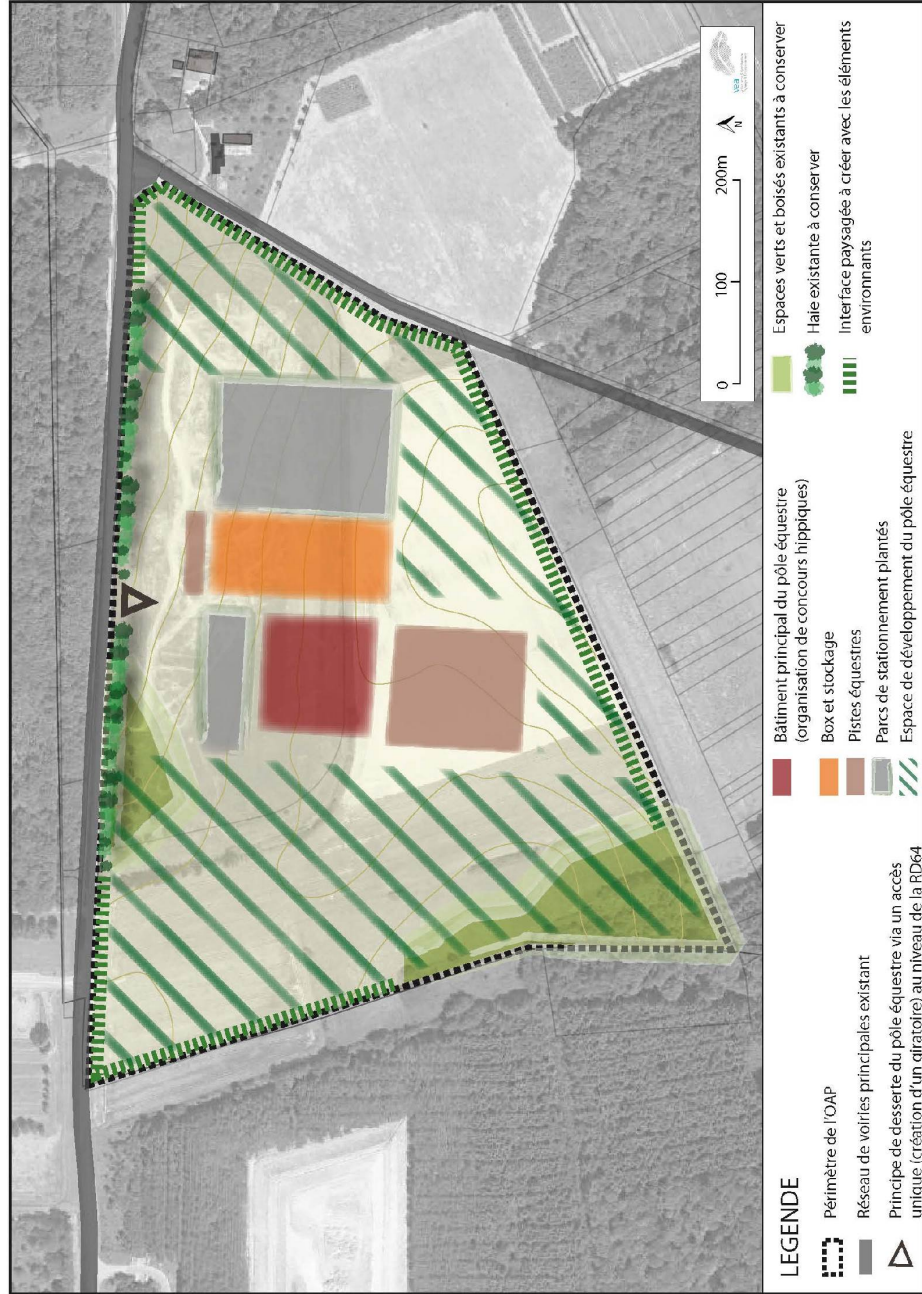 vea
N
0 100 200m
LEGENDE
Périmètre de l'OAP
Réseau de voiries principales existant
Principe de desserte du pôle équestre via un accès
unique (création d'un giratoire) au niveau de la RD64
Bâtiment principal du pôle équestre
(organisation de concours hippiques)
Box et stockage
Pistes équestres
Parcs de stationnement plantés
Espace de développement du pôle équestre
Espaces verts et boisés existants à conserver
Haie existante à conserver
Interface paysagée à créer avec les éléments
environnants